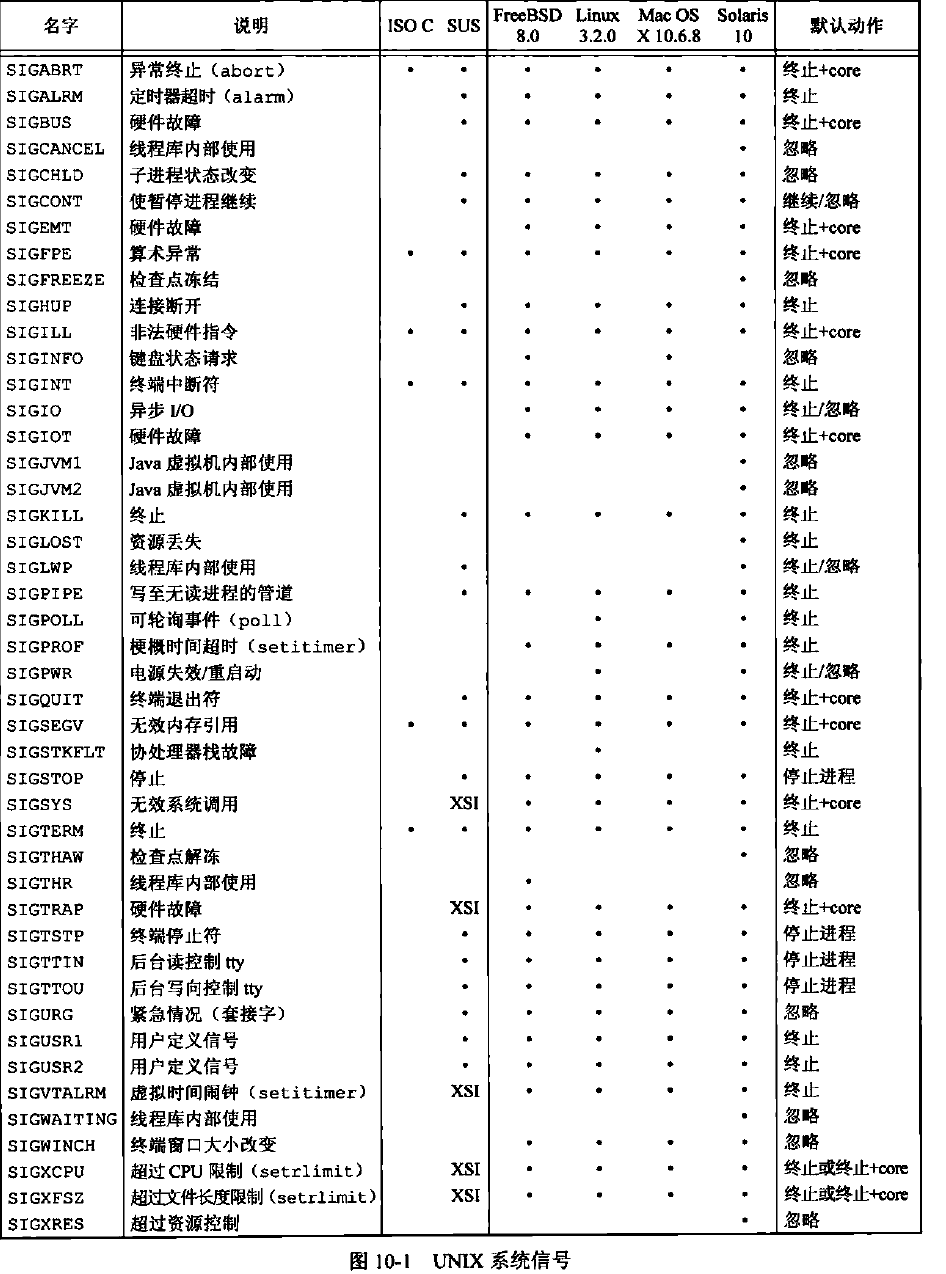 名字 说明 ISO C SUS FreeBSD 8.0 Linux 3.2.0 Mac OS X 10.6.8 Solaris 10 默认动作
SIGABRT 异常终止（abort） • • • • • • 终止+core
SIGALRM 定时器超时（alarm） • • • • • 终止
SIGBUS 硬件故障 • • • • • 终止+core
SIGCANCEL 线程库内部使用 • 忽略
SIGCHLD 子进程状态改变 • • • • • 忽略
SIGCONT 使暂停进程继续 • • • • • 继续/忽略
SIGEMT 硬件故障 • • • • 终止+core
SIGFPE 算术异常 • • • • • • 终止+core
SIGFREEZE 检查点冻结 • 忽略
SIGHUP 连接断开 • • • • • 终止
SIGILL 非法硬件指令 • • • • • • 终止+core
SIGINFO 键盘状态请求 • • 忽略
SIGINT 终端中断符 • • • • • • 终止
SIGIO 异步 I/O • • • • 终止/忽略
SIGIOT 硬件故障 • • • • 终止+core
SIGJVM1 Java 虚拟机内部使用 • 忽略
SIGJVM2 Java 虚拟机内部使用 • 忽略
SIGKILL 终止 • • • • • 终止
SIGLOST 资源丢失 • 终止
SIGLWP 线程库内部使用 • • 终止/忽略
SIGPIPE 写至无读进程的管道 • • • • • 终止
SIGPOLL 可轮询事件（poll） • • 终止
SIGPROF 梗概时间超时（setitimer） • • • • 终止
SIGPWR 电源失效/重启动 • • 终止/忽略
SIGQUIT 终端退出符 • • • • • 终止+core
SIGSEGV 无效内存引用 • • • • • • 终止+core
SIGSTKFLT 协处理器栈故障 • 终止
SIGSTOP 停止 • • • • • 停止进程
SIGSYS 无效系统调用 XSI • • • • 终止+core
SIGTERM 终止 • • • • • • 终止
SIGTHAW 检查点解冻 • 忽略
SIGTHR 线程库内部使用 • 忽略
SIGTRAP 硬件故障 XSI • • • • 终止+core
SIGTSTP 终端停止符 • • • • • 停止进程
SIGTTIN 后台读控制 tty • • • • • 停止进程
SIGTTOU 后台写向控制 tty • • • • • 停止进程
SIGURG 紧急情况（套接字） • • • • • 忽略
SIGUSR1 用户定义信号 • • • • • 终止
SIGUSR2 用户定义信号 • • • • • 终止
SIGVTALRM 虚拟时间闹钟（setitimer） XSI • • • • 终止
SIGWAITING 线程库内部使用 • 忽略
SIGWINCH 终端窗口大小改变 • • • • 忽略
SIGXCPU 超过 CPU 限制（setrlimit） XSI • • • • 终止或终止+core
SIGXFSZ 超过文件长度限制（setrlimit） XSI • • • • 终止或终止+core
SIGXRES 超过资源控制 • 忽略
图 10-1 UNIX 系统信号